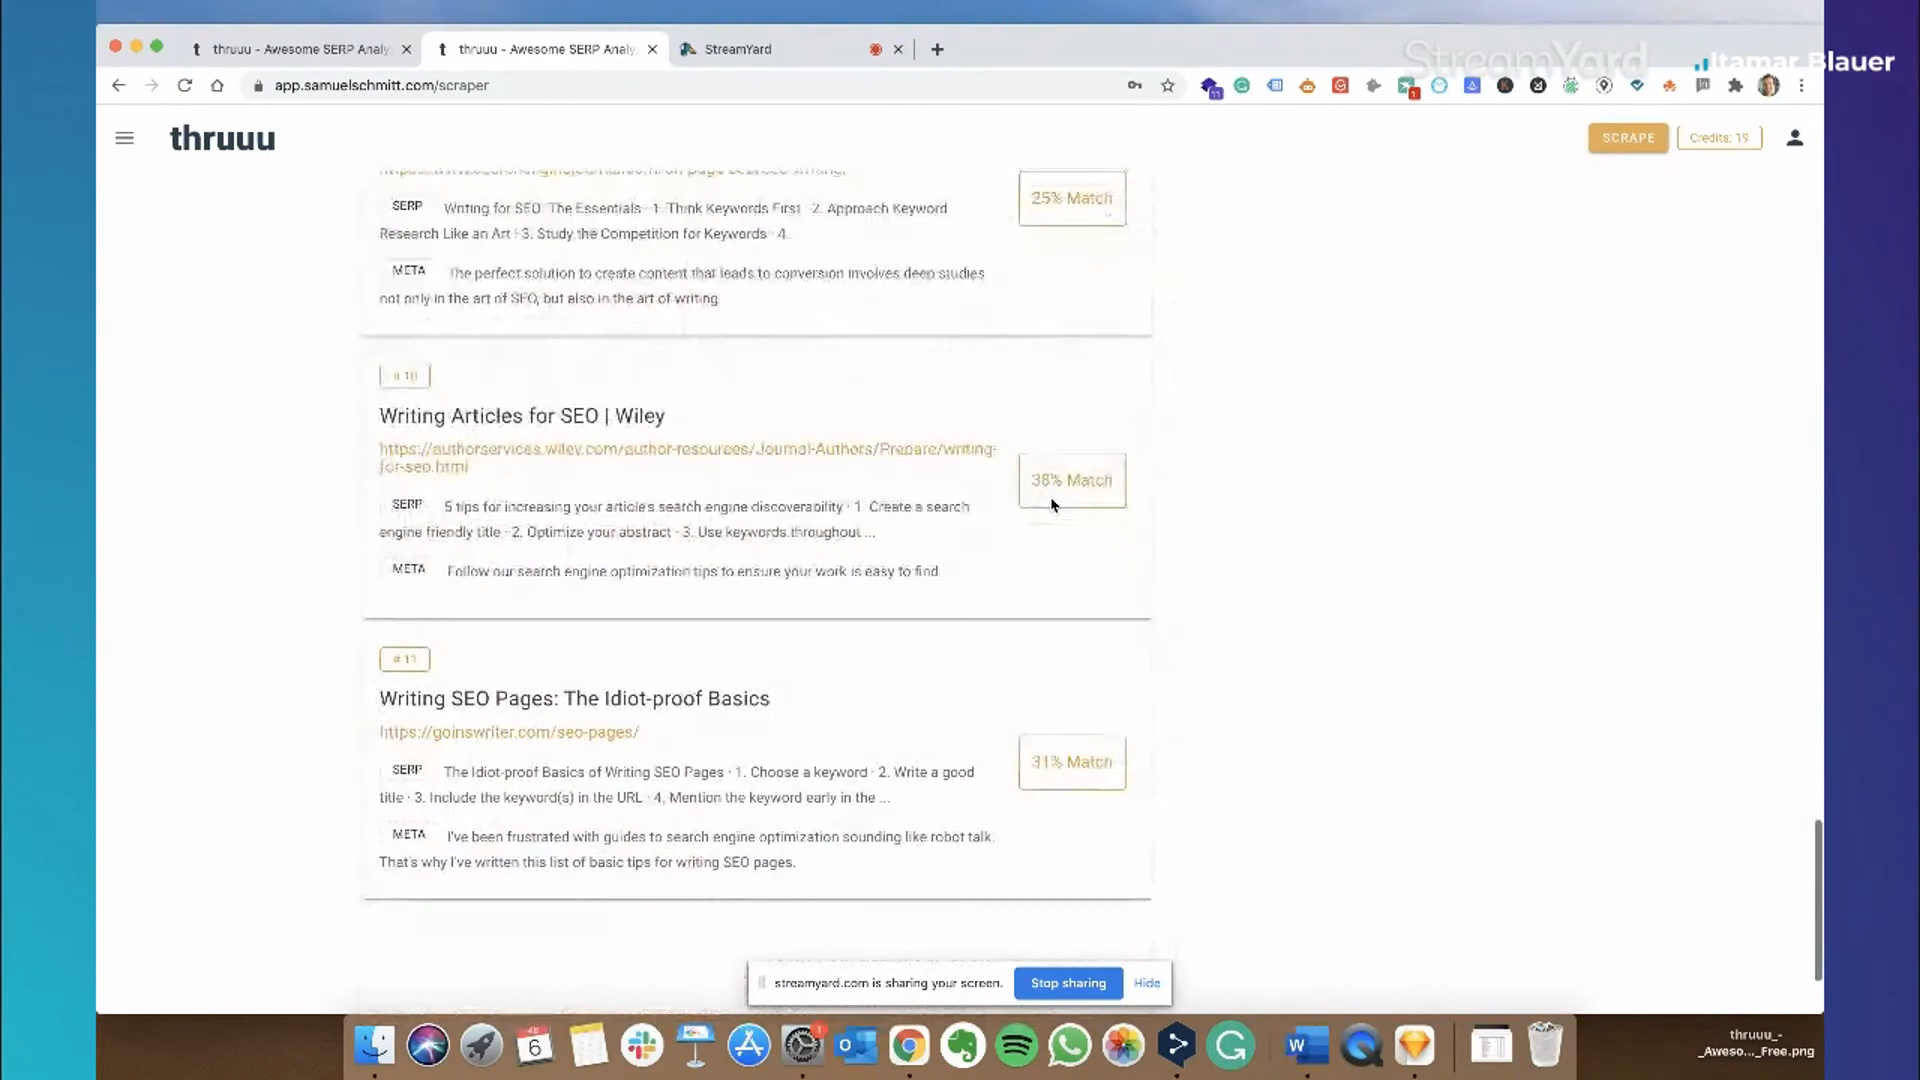 StreamYard
Itamar Blauer
thruuu - Awesome SERP Analy
thruuu - Awesome SERP Analy
StreamYard
app.samuelschmitt.com/scraper
11
1
thruuu
SCRAPE
Credits: 19
25% Match
SERP Writing for SEO: The Essentials · 1. Think Keywords First · 2. Approach Keyword
Research Like an Art · 3. Study the Competition for Keywords · 4.
META The perfect solution to create content that leads to conversion involves deep studies
not only in the art of SEO, but also in the art of writing.
# 10
Writing Articles for SEO | Wiley
https://authorservices.wiley.com/author-resources/Journal-Authors/Prepare/writing-
for-seo.html
38% Match
SERP 5 tips for increasing your article's search engine discoverability · 1. Create a search
engine friendly title · 2. Optimize your abstract · 3. Use keywords throughout ...
META Follow our search engine optimization tips to ensure your work is easy to find.
# 11
Writing SEO Pages: The Idiot-proof Basics
https://goinswriter.com/seo-pages/
31% Match
SERP The Idiot-proof Basics of Writing SEO Pages · 1. Choose a keyword · 2. Write a good
title · 3. Include the keyword(s) in the URL · 4. Mention the keyword early in the ...
META I've been frustrated with guides to search engine optimization sounding like robot talk.
That's why I've written this list of basic tips for writing SEO pages.
streamyard.com is sharing your screen.
Stop sharing
Hide
6
1
thruuu_-
_Aweso..._Free.png